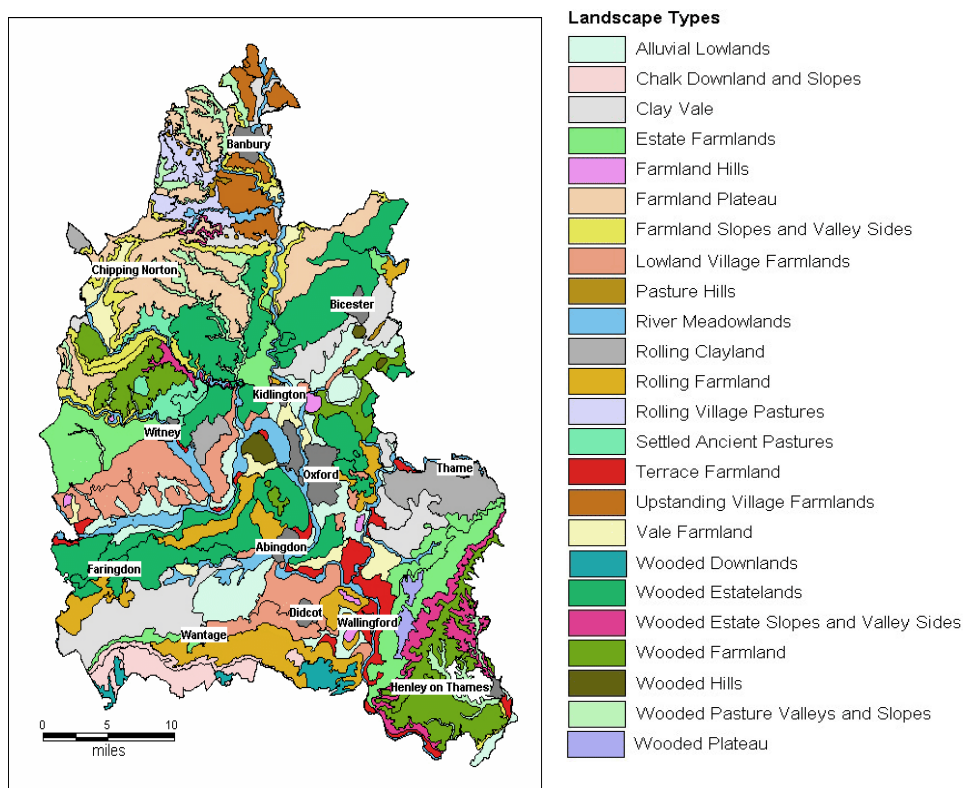 Landscape Types
Alluvial Lowlands
Chalk Downland and Slopes
Clay Vale
Estate Farmlands
Farmland Hills
Farmland Plateau
Farmland Slopes and Valley Sides
Lowland Village Farmlands
Pasture Hills
River Meadowlands
Rolling Clayland
Rolling Farmland
Rolling Village Pastures
Settled Ancient Pastures
Terrace Farmland
Upstanding Village Farmlands
Vale Farmland
Wooded Downlands
Wooded Estatelands
Wooded Estate Slopes and Valley Sides
Wooded Farmland
Wooded Hills
Wooded Pasture Valleys and Slopes
Wooded Plateau
Banbury
Chipping Norton
Bicester
Kidlington
Witney
Oxford
Thame
Abingdon
Faringdon
Didcot
Wallingford
Wantage
Henley on Thames
0 5 10
miles